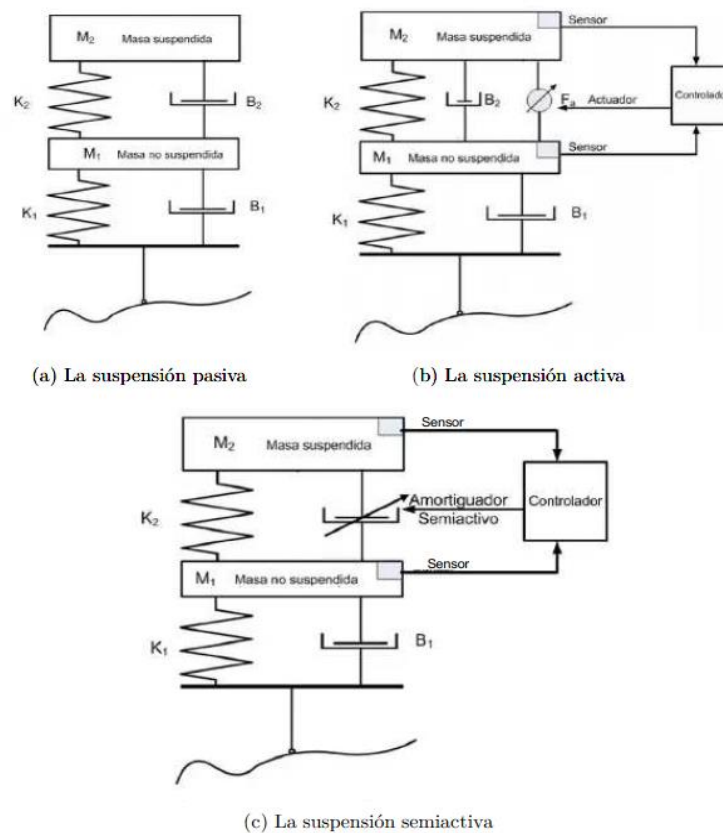 M₂ Masa suspendida
K₂
B₂
M₁ Masa no suspendida
K₁
B₁
(a) La suspensión pasiva
Sensor
M₂ Masa suspendida
K₂
B₂
Fₐ Actuador
Controlador
M₁ Masa no suspendida
Sensor
K₁
B₁
(b) La suspensión activa
Sensor
M₂ Masa suspendida
K₂
Amortiguador
Semiactivo
Controlador
M₁ Masa no suspendida
Sensor
K₁
B₁
(c) La suspensión semiactiva